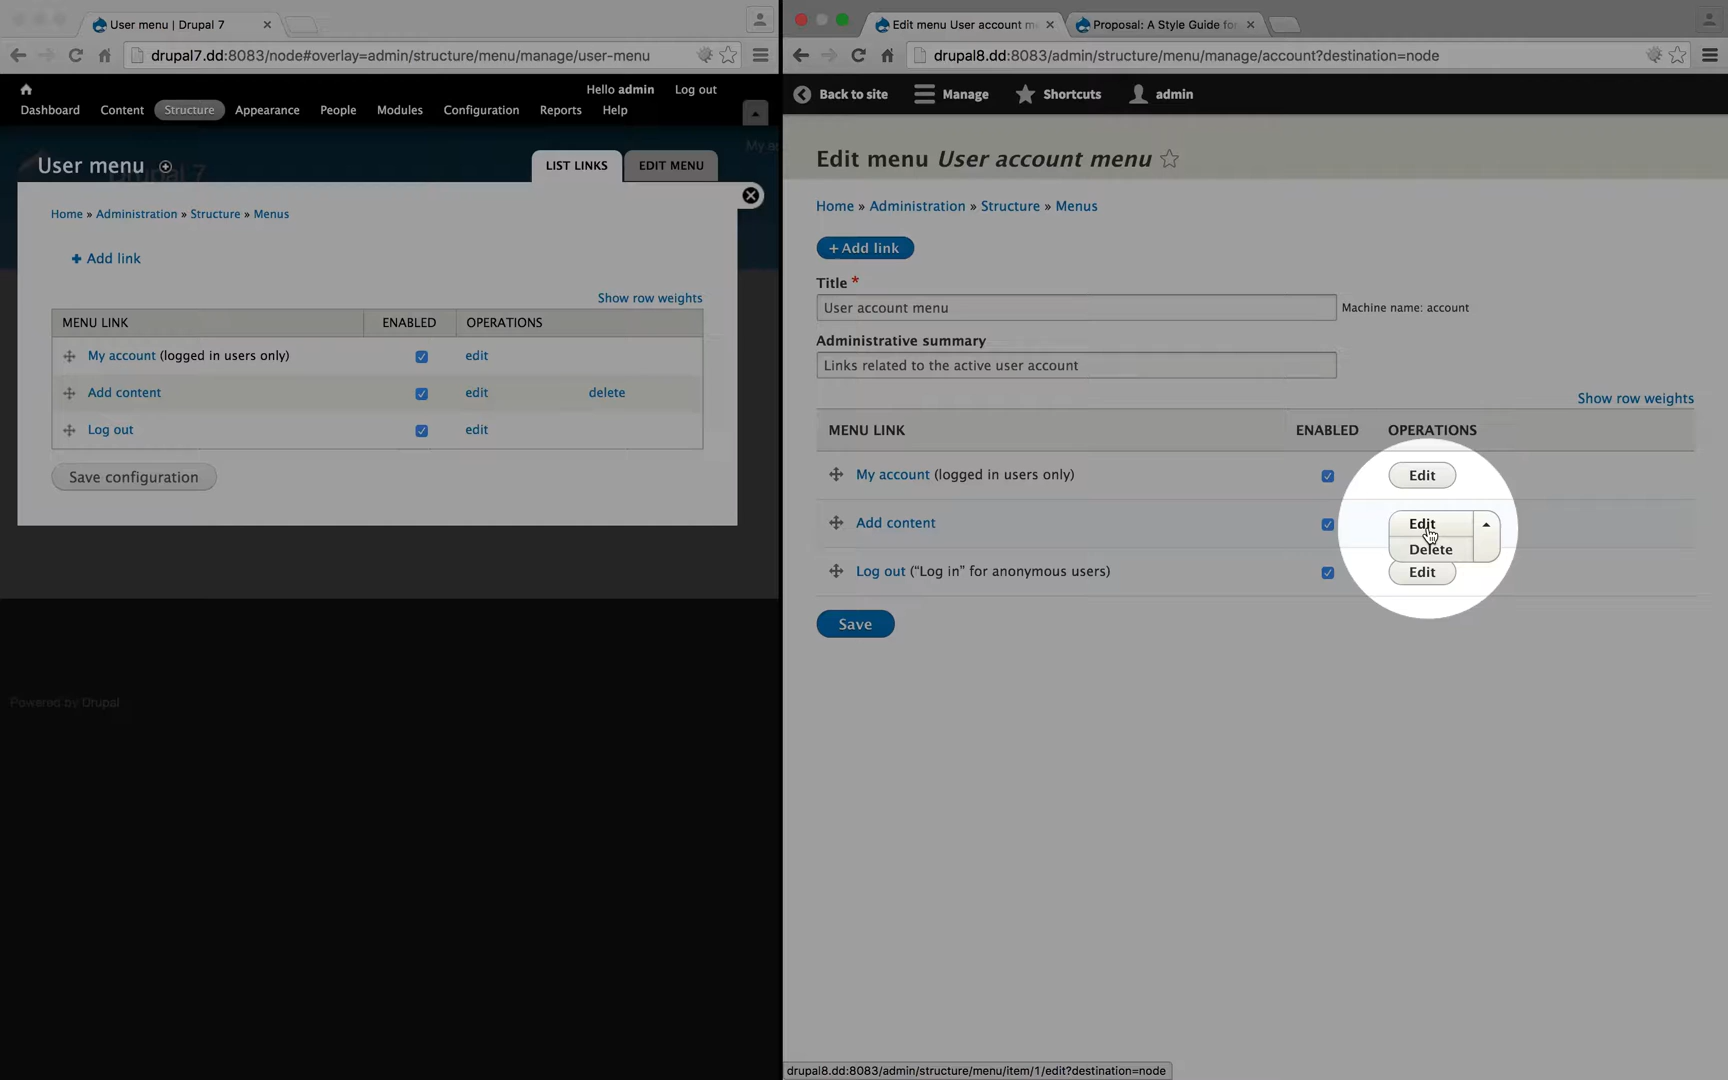 User menu | Drupal 7
drupal7.dd:8083/node#overlay=admin/structure/menu/manage/user-menu
Hello admin Log out
Dashboard Content Structure Appearance People Modules Configuration Reports Help
User menu
LIST LINKS EDIT MENU
Home » Administration » Structure » Menus
Add link
Show row weights
MENU LINK ENABLED OPERATIONS
My account (logged in users only) edit
Add content edit delete
Log out edit
Save configuration
Powered by Drupal
Edit menu User account m
Proposal: A Style Guide for
drupal8.dd:8083/admin/structure/menu/manage/account?destination=node
Back to site Manage Shortcuts admin
Edit menu User account menu
Home » Administration » Structure » Menus
+ Add link
Title *
User account menu Machine name: account
Administrative summary
Links related to the active user account
Show row weights
MENU LINK ENABLED OPERATIONS
My account (logged in users only) Edit
Add content Edit
Delete
Log out (“Log in” for anonymous users) Edit
Save
drupal8.dd:8083/admin/structure/menu/item/1/edit?destination=node